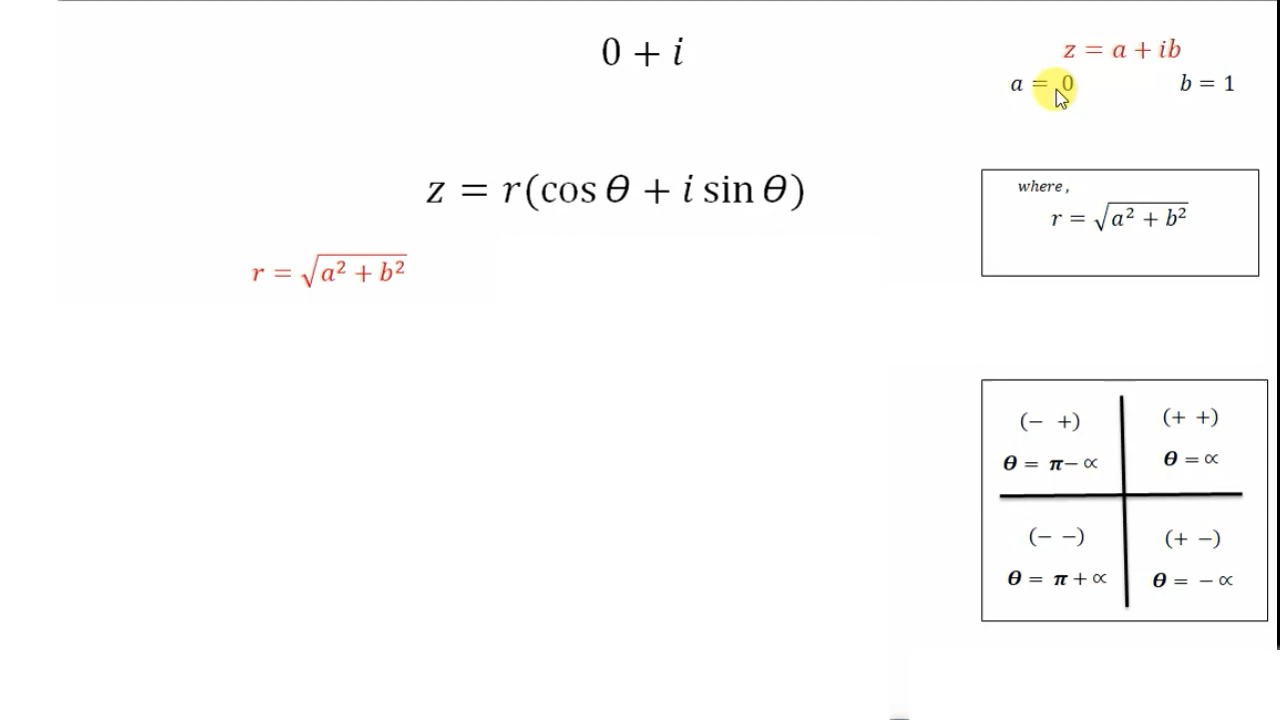 0 + i
z = a + ib
a = 0 b = 1
z = r(cos θ + i sin θ)
where,
r = √a² + b²
r = √a² + b²
(− +) (+ +)
θ = π− ∝ θ = ∝
(− −) (+ −)
θ = π + ∝ θ = − ∝